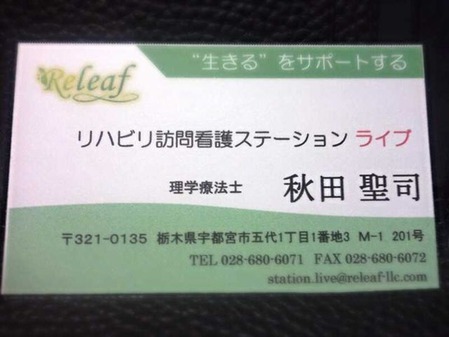 Releaf
"生きる"をサポートする
リハビリ訪問看護ステーション ライブ
理学療法士 秋田 聖司
〒321-0135 栃木県宇都宮市五代1丁目1番地3 M-1 201号
TEL 028-680-6071 FAX 028-680-6072
station.live@releaf-llc.com